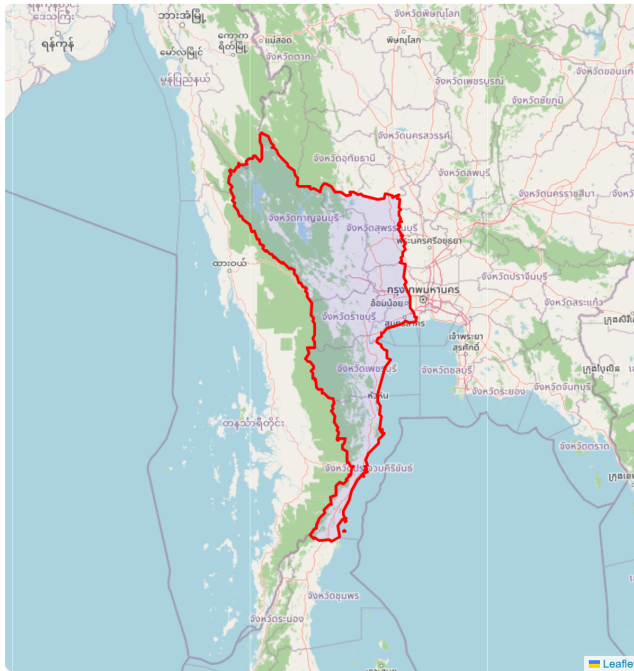 ဘားအံမြို့
ကော့က
ရိတ်မြို့
แม่สอด
จังหวัดพิษณุโลก
พิษณุโลก
ရန်ကုန်
မော်လမြိုင်
မွန်ပြည်နယ်
จังหวัดตาก
จังหวัดเพชรบูรณ์
จังหวัดขอนแก่
จังหวัดชัยภูมิ
จังหวัดนครสวรรค์
จังหวัดอุทัยธานี
จังหวัดลพบุรี
จังหวัดนครราชสีมา
จังหวัดกาญจนบุรี
จังหวัดสุพรรณบุรี
พระนครศรีอยุธยา
ထားဝယ်
จังหวัดปราจีนบุรี
กรุงเทพมหานคร
อ้อมน้อย
จังหวัดสระแก้ว
จังหวัดราชบุรี
สมุทรสาคร
เจ้าพระยา
สุรศักดิ์
จังหวัดเพชรบุรี
จังหวัดชลบุรี
หัวหิน
จังหวัดระยอง
จังหวัดจันทบุรี
តនင်္သာရီတိုင်း
จังหวัดตราด
จังหวัดประจวบคีรีขันธ์
จังหวัดชุมพร
จังหวัดระนอง
Leafle